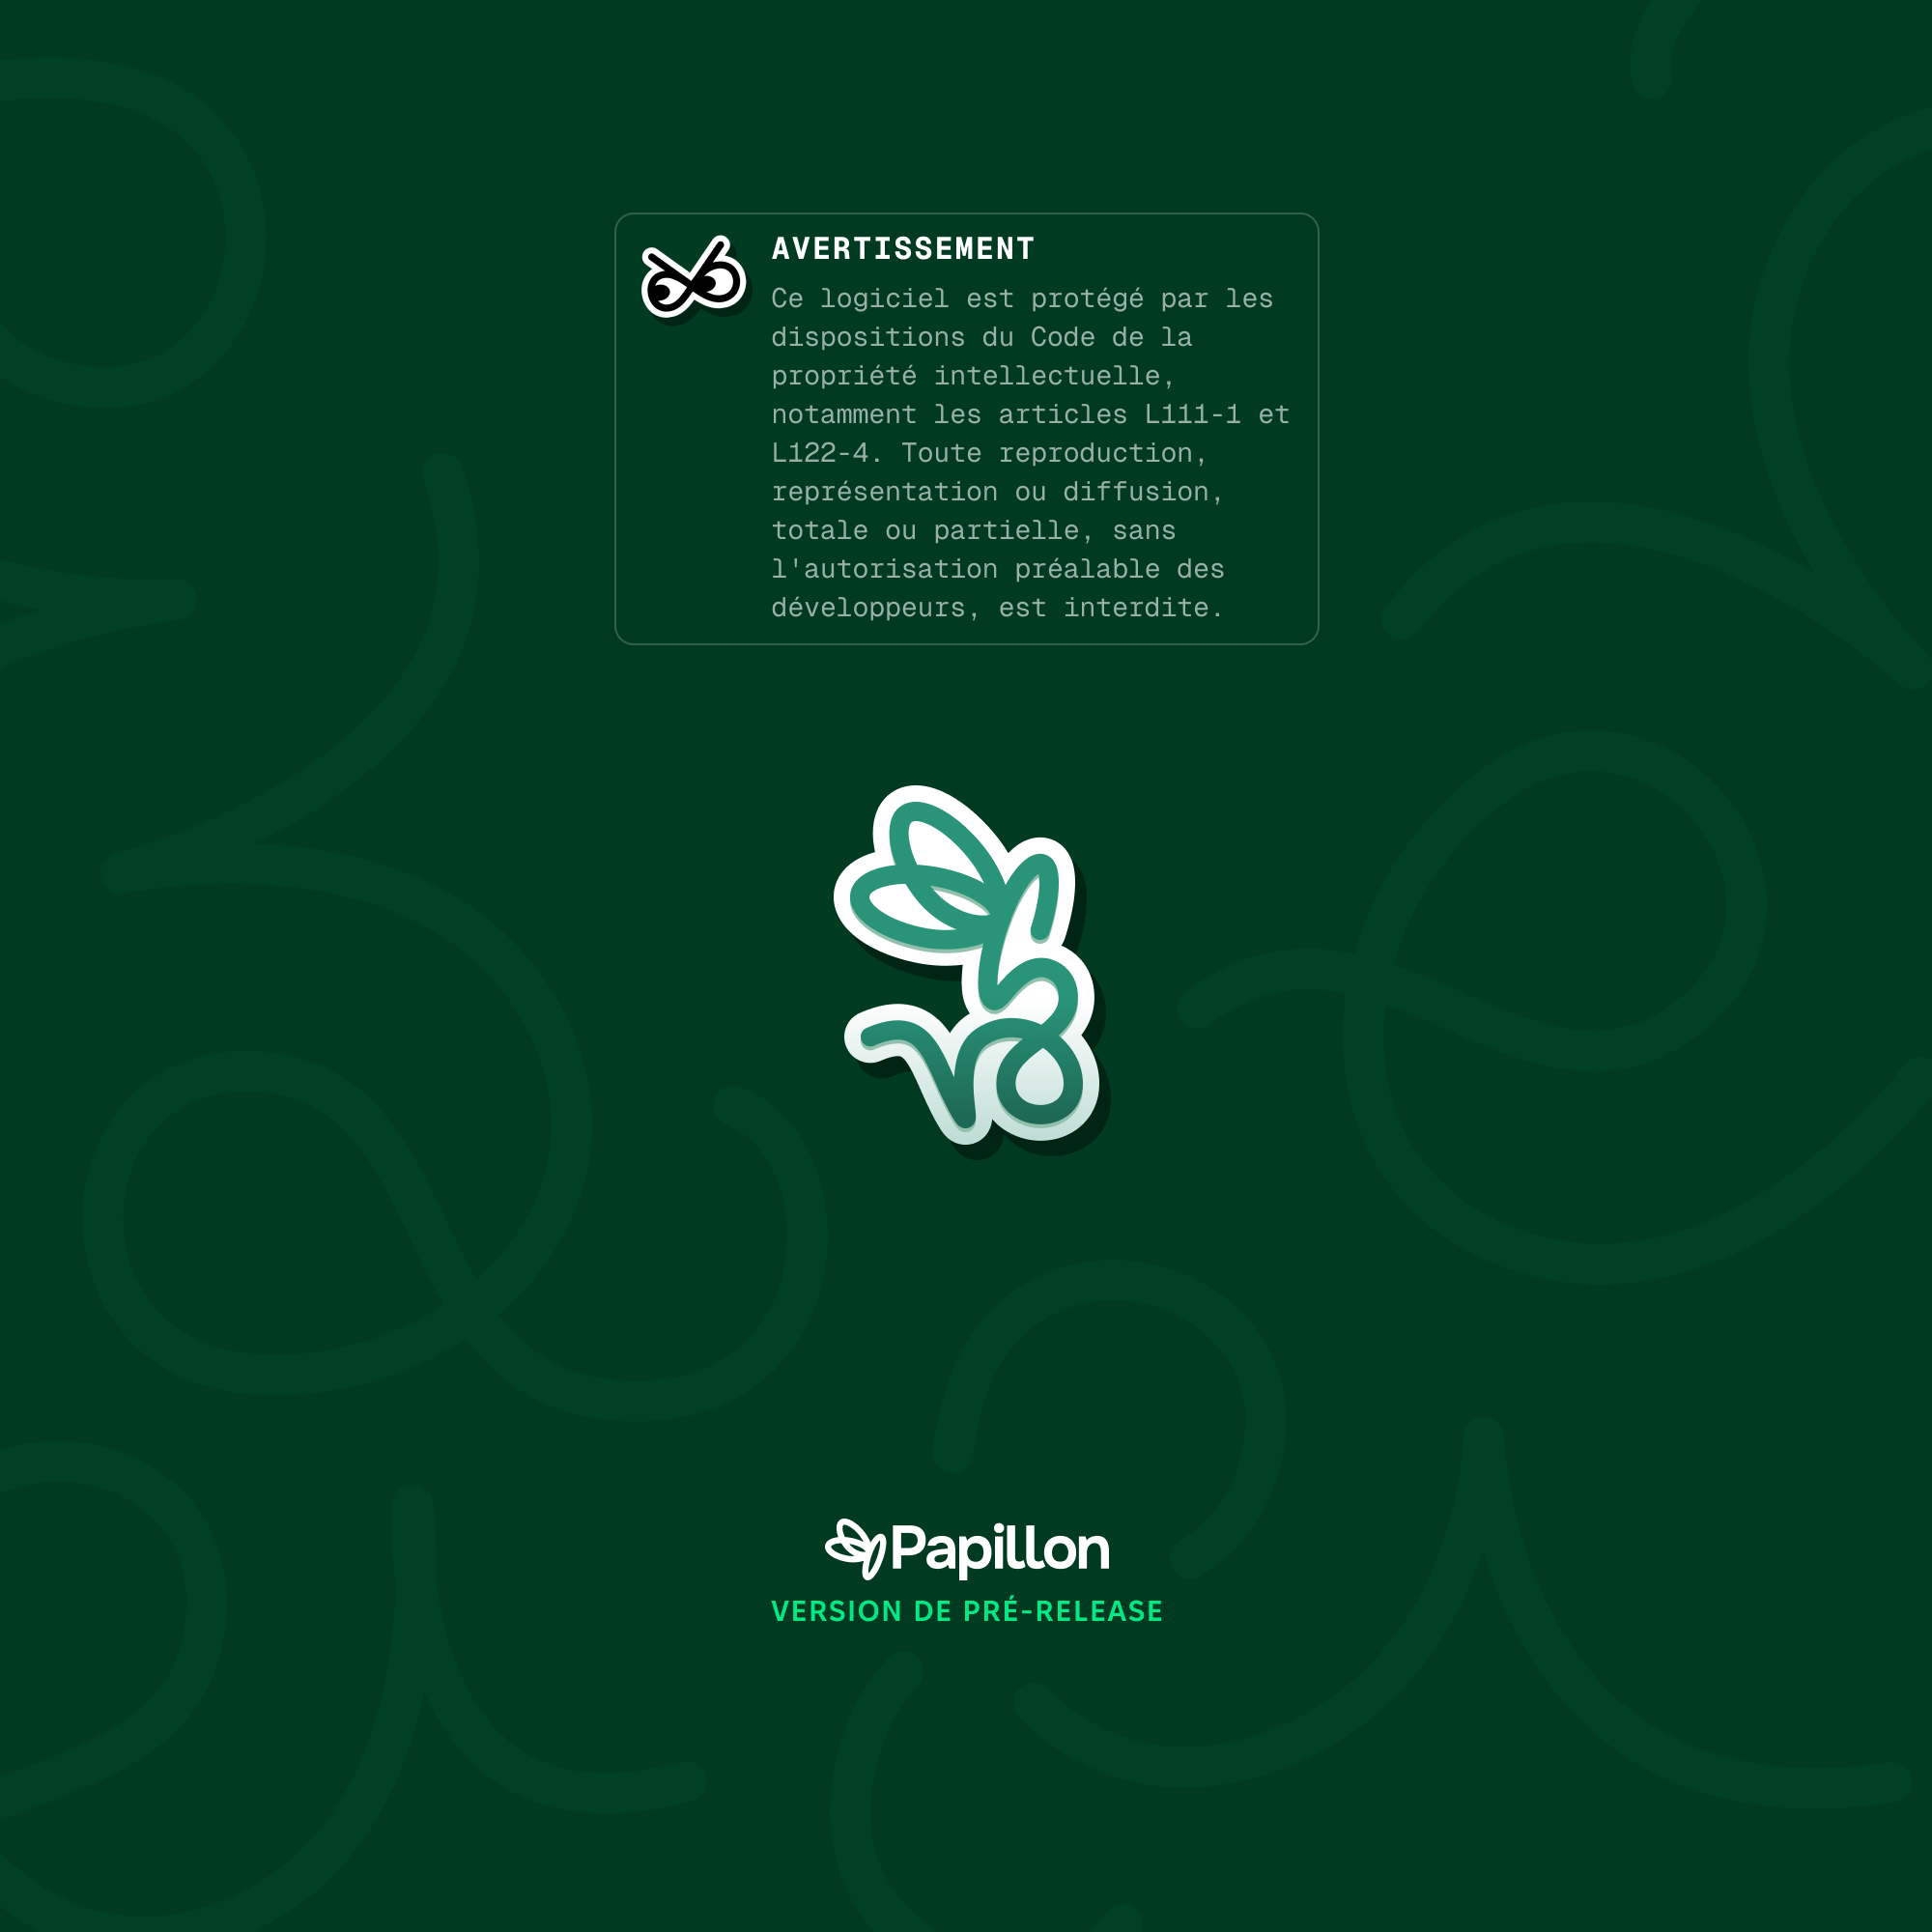 AVERTISSEMENT
Ce logiciel est protégé par les
dispositions du Code de la
propriété intellectuelle,
notamment les articles L111-1 et
L122-4. Toute reproduction,
représentation ou diffusion,
totale ou partielle, sans
l'autorisation préalable des
développeurs, est interdite.
Papillon
VERSION DE PRÉ-RELEASE